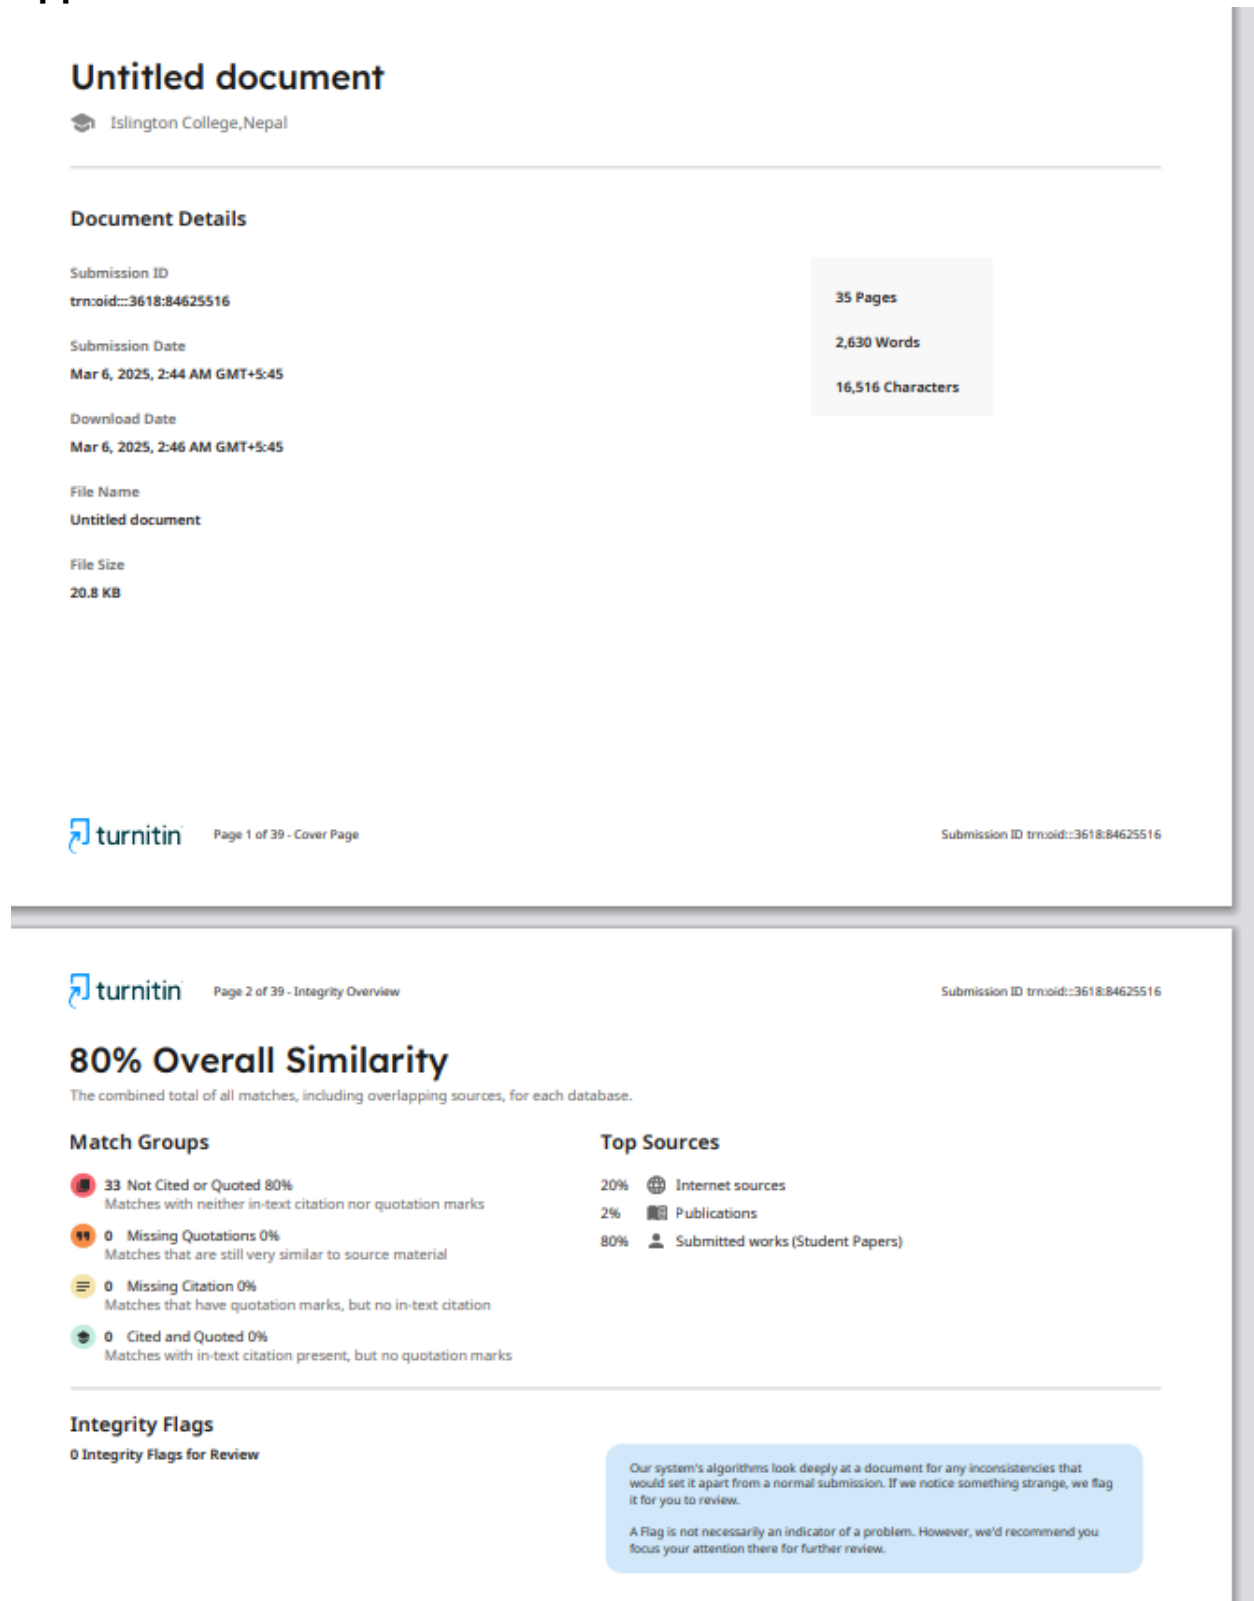 Untitled document
Islington College,Nepal
Document Details
Submission ID
trn:oid:::3618:84625516
Submission Date
Mar 6, 2025, 2:44 AM GMT+5:45
Download Date
Mar 6, 2025, 2:46 AM GMT+5:45
File Name
Untitled document
File Size
20.8 KB
35 Pages
2,630 Words
16,516 Characters
turnitin Page 1 of 39 - Cover Page Submission ID trn:oid:::3618:84625516
turnitin Page 2 of 39 - Integrity Overview Submission ID trn:oid:::3618:84625516
80% Overall Similarity
The combined total of all matches, including overlapping sources, for each database.
Match Groups
33 Not Cited or Quoted 80%
Matches with neither in-text citation nor quotation marks
0 Missing Quotations 0%
Matches that are still very similar to source material
0 Missing Citation 0%
Matches that have quotation marks, but no in-text citation
0 Cited and Quoted 0%
Matches with in-text citation present, but no quotation marks
Top Sources
20% Internet sources
2% Publications
80% Submitted works (Student Papers)
Integrity Flags
0 Integrity Flags for Review
Our system's algorithms look deeply at a document for any inconsistencies that
would set it apart from a normal submission. If we notice something strange, we flag
it for you to review.
A Flag is not necessarily an indicator of a problem. However, we'd recommend you
focus your attention there for further review.